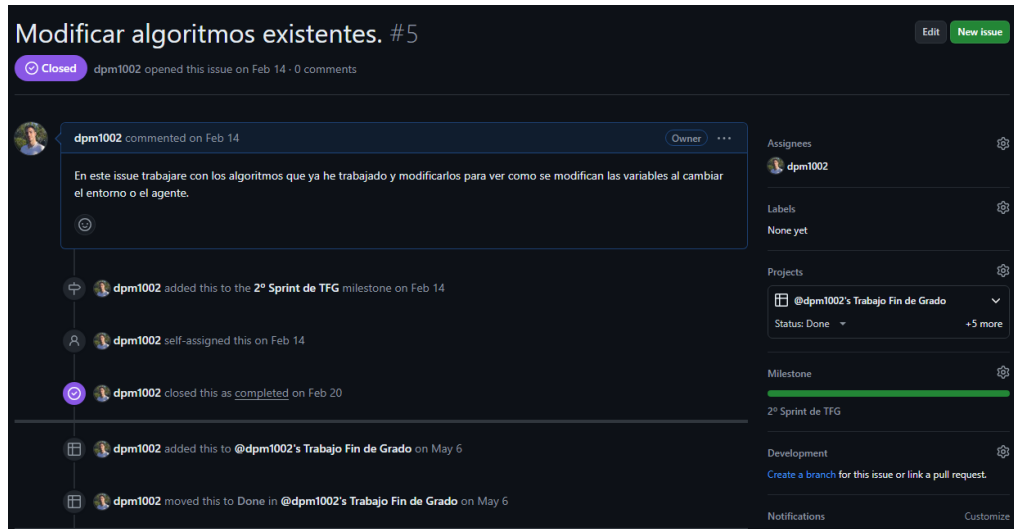 Modificar algoritmos existentes. #5
Edit
New issue
Closed
dpm1002 opened this issue on Feb 14 · 0 comments
dpm1002 commented on Feb 14
Owner
En este issue trabajare con los algoritmos que ya he trabajado y modificarlos para ver como se modifican las variables al cambiar
el entorno o el agente.
dpm1002 added this to the 2º Sprint de TFG milestone on Feb 14
dpm1002 self-assigned this on Feb 14
dpm1002 closed this as completed on Feb 20
dpm1002 added this to @dpm1002's Trabajo Fin de Grado on May 6
dpm1002 moved this to Done in @dpm1002's Trabajo Fin de Grado on May 6
Assignees
dpm1002
Labels
None yet
Projects
@dpm1002's Trabajo Fin de Grado
Status: Done
+5 more
Milestone
2º Sprint de TFG
Development
Create a branch for this issue or link a pull request.
Notifications
Customize